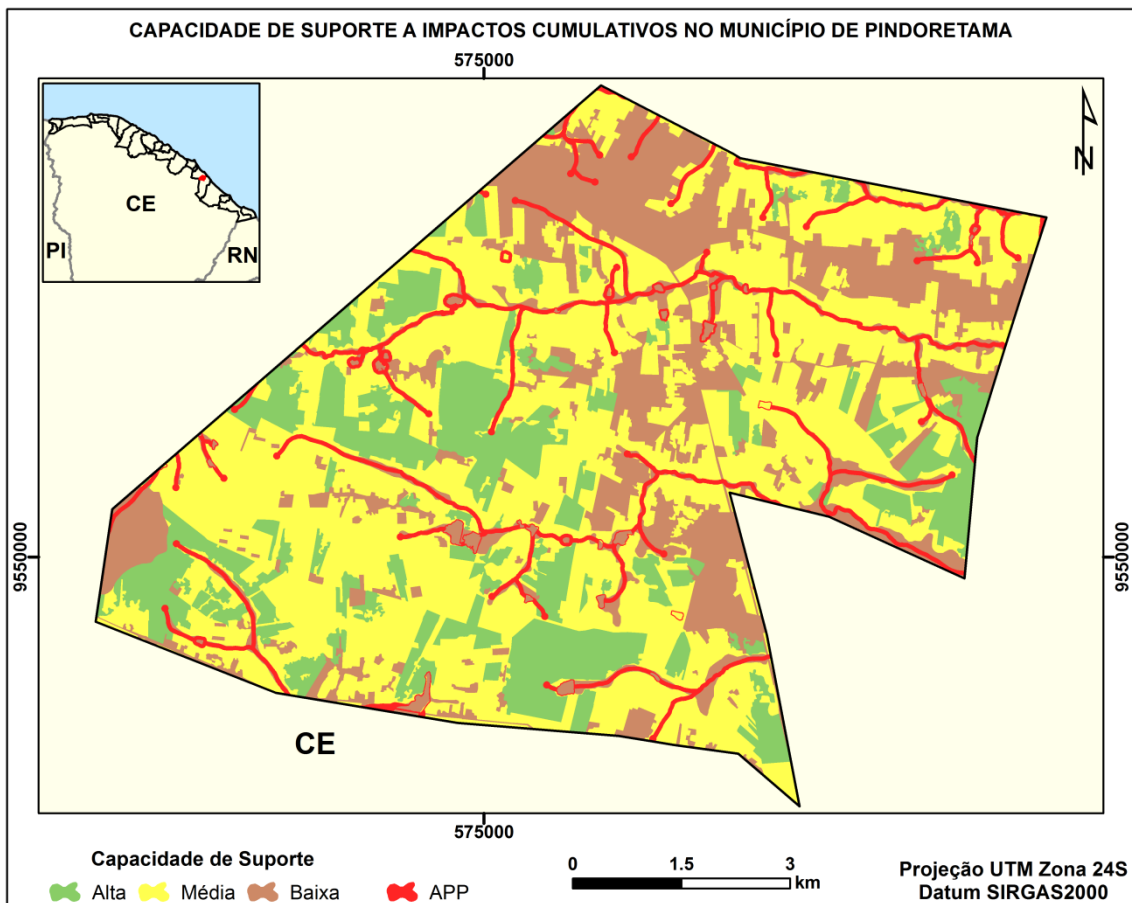 CAPACIDADE DE SUPORTE A IMPACTOS CUMULATIVOS NO MUNICÍPIO DE PINDORETAMA
575000
N
CE
PI
RN
9550000
9550000
CE
575000
Capacidade de Suporte
Alta Média Baixa APP
0 1.5 3
km
Projeção UTM Zona 24S
Datum SIRGAS2000